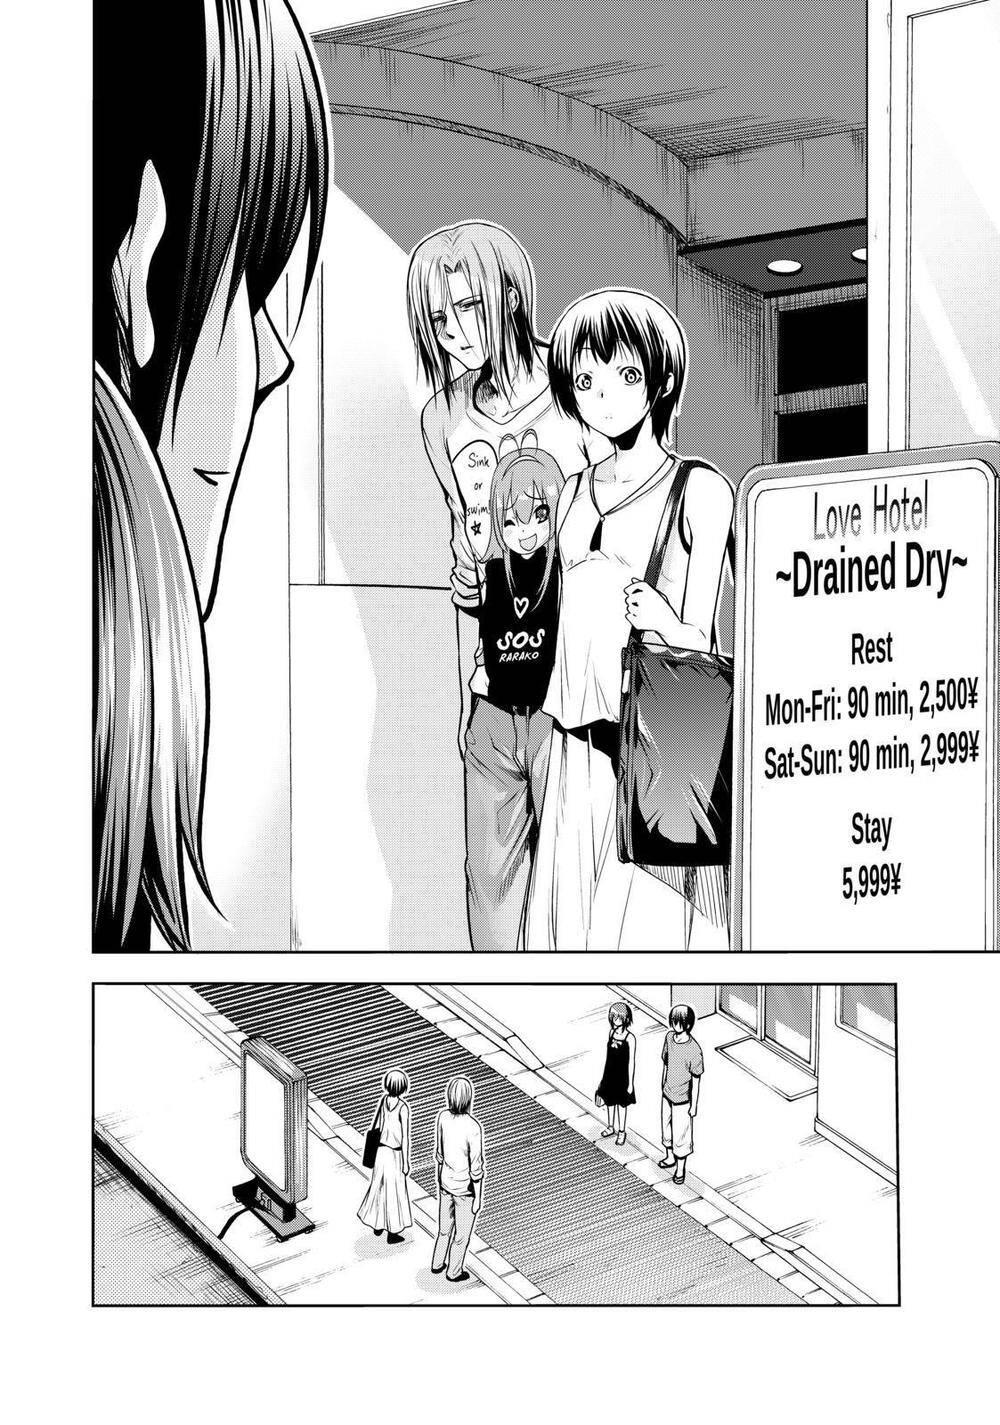 Sink
or
swim
SOS
RARAKO
Love Hotel
~Drained Dry~
Rest
Mon-Fri: 90 min, 2,500¥
Sat-Sun: 90 min, 2,999¥
Stay
5,999¥